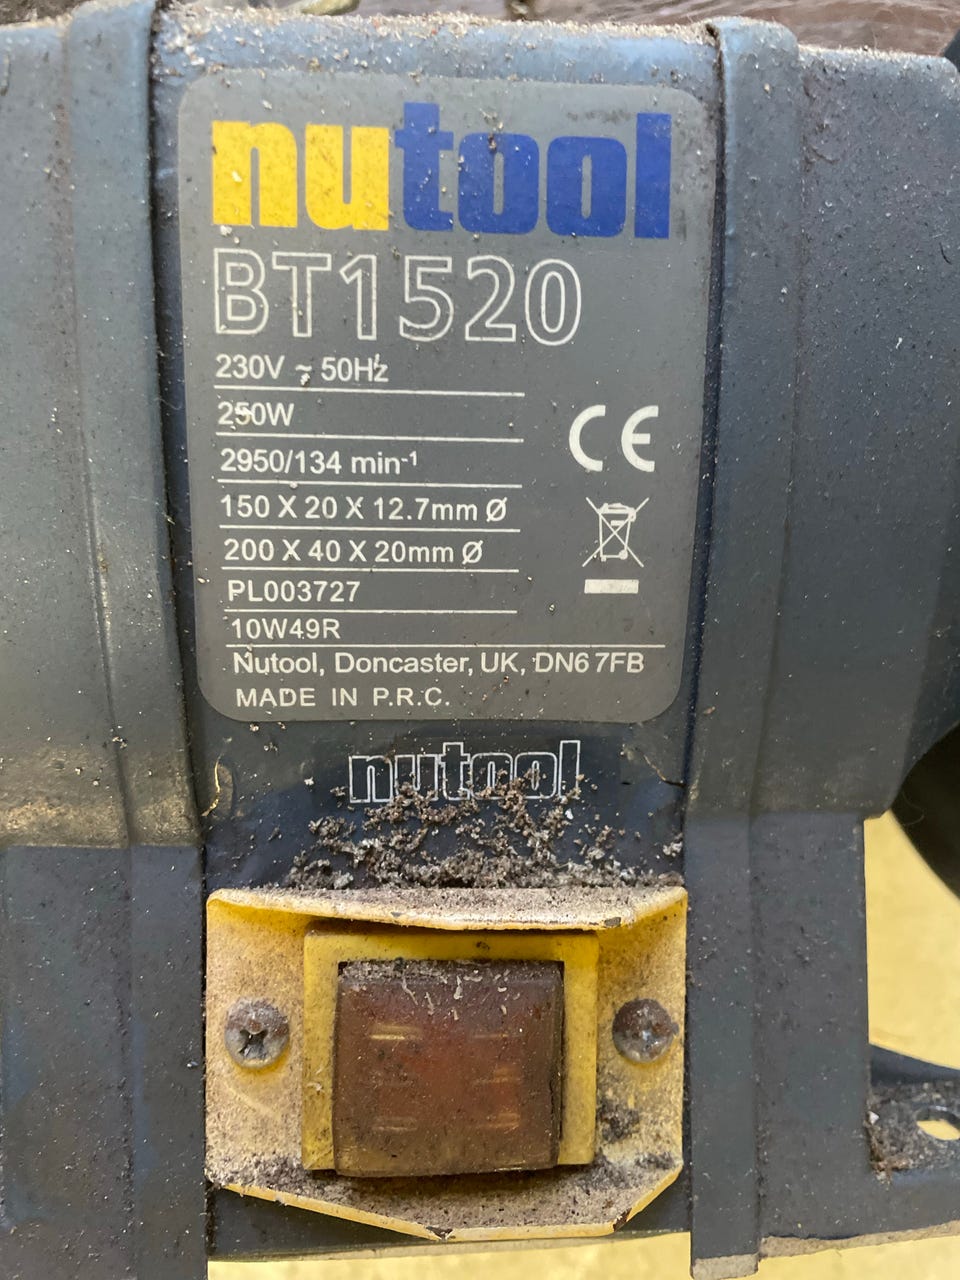 nutool
BT1520
230V ~ 50Hz
250W
2950/134 min⁻¹
150 X 20 X 12.7mm Ø
200 X 40 X 20mm Ø
PL003727
10W49R
Nutool, Doncaster, UK, DN6 7FB
MADE IN P.R.C.
CE
nutool